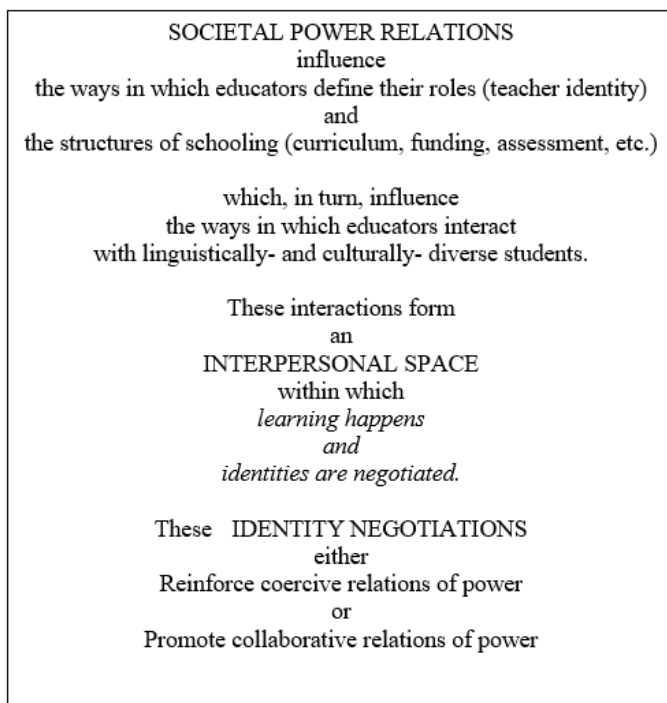 SOCIETAL POWER RELATIONS
influence
the ways in which educators define their roles (teacher identity)
and
the structures of schooling (curriculum, funding, assessment, etc.)
which, in turn, influence
the ways in which educators interact
with linguistically- and culturally- diverse students.
These interactions form
an
INTERPERSONAL SPACE
within which
learning happens
and
identities are negotiated.
These IDENTITY NEGOTIATIONS
either
Reinforce coercive relations of power
or
Promote collaborative relations of power